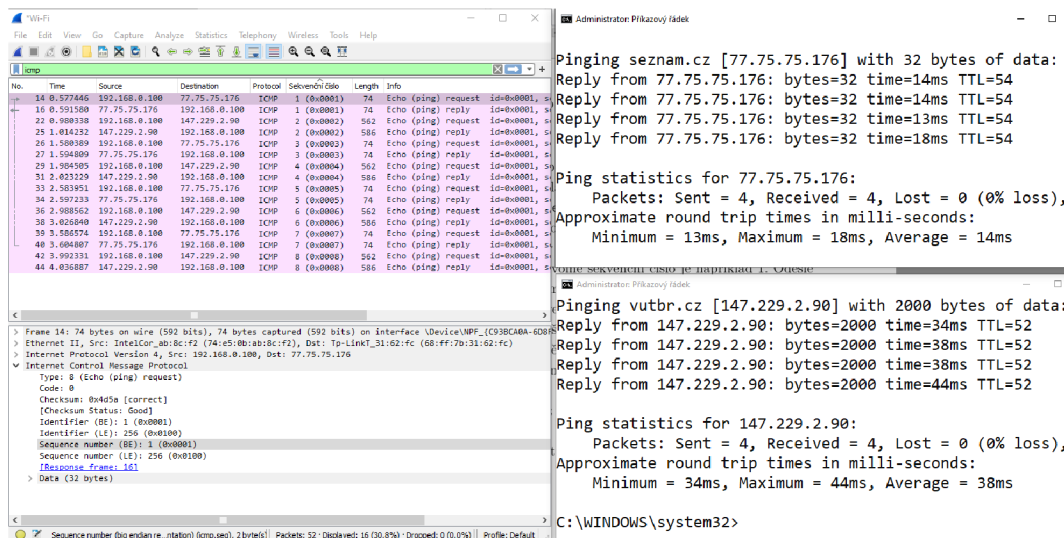 *Wi-Fi
File Edit View Go Capture Analyze Statistics Telephony Wireless Tools Help
icmp
No. Time Source Destination Protocol Sekvenční číslo Length Info
14 0.577446 192.168.0.100 77.75.75.176 ICMP 1 (0x0001) 74 Echo (ping) request id=0x0001, s
16 0.591580 77.75.75.176 192.168.0.100 ICMP 1 (0x0001) 74 Echo (ping) reply id=0x0001, s
22 0.980338 192.168.0.100 147.229.2.90 ICMP 2 (0x0002) 562 Echo (ping) request id=0x0001, s
25 1.014232 147.229.2.90 192.168.0.100 ICMP 2 (0x0002) 586 Echo (ping) reply id=0x0001, s
26 1.580389 192.168.0.100 77.75.75.176 ICMP 3 (0x0003) 74 Echo (ping) request id=0x0001, s
27 1.594809 77.75.75.176 192.168.0.100 ICMP 3 (0x0003) 74 Echo (ping) reply id=0x0001, s
29 1.984505 192.168.0.100 147.229.2.90 ICMP 4 (0x0004) 562 Echo (ping) request id=0x0001, s
31 2.023229 147.229.2.90 192.168.0.100 ICMP 4 (0x0004) 586 Echo (ping) reply id=0x0001, s
33 2.583951 192.168.0.100 77.75.75.176 ICMP 5 (0x0005) 74 Echo (ping) request id=0x0001, s
34 2.597233 77.75.75.176 192.168.0.100 ICMP 5 (0x0005) 74 Echo (ping) reply id=0x0001, s
36 2.988562 192.168.0.100 147.229.2.90 ICMP 6 (0x0006) 562 Echo (ping) request id=0x0001, s
38 3.026840 147.229.2.90 192.168.0.100 ICMP 6 (0x0006) 586 Echo (ping) reply id=0x0001, s
39 3.586574 192.168.0.100 77.75.75.176 ICMP 7 (0x0007) 74 Echo (ping) request id=0x0001, s
40 3.604807 77.75.75.176 192.168.0.100 ICMP 7 (0x0007) 74 Echo (ping) reply id=0x0001, s
42 3.992331 192.168.0.100 147.229.2.90 ICMP 8 (0x0008) 562 Echo (ping) request id=0x0001, s
44 4.036887 147.229.2.90 192.168.0.100 ICMP 8 (0x0008) 586 Echo (ping) reply id=0x0001, s
Frame 14: 74 bytes on wire (592 bits), 74 bytes captured (592 bits) on interface \Device\NPF_{C93BCA0A-6D8F
Ethernet II, Src: IntelCor_ab:8c:f2 (74:e5:0b:ab:8c:f2), Dst: Tp-LinkT_31:62:fc (68:ff:7b:31:62:fc)
Internet Protocol Version 4, Src: 192.168.0.100, Dst: 77.75.75.176
Internet Control Message Protocol
Type: 8 (Echo (ping) request)
Code: 0
Checksum: 0x4d5a [correct]
[Checksum Status: Good]
Identifier (BE): 1 (0x0001)
Identifier (LE): 256 (0x0100)
Sequence number (BE): 1 (0x0001)
Sequence number (LE): 256 (0x0100)
[Response frame: 16]
Data (32 bytes)
Sequence number (big endian re…ntation) (icmp.seq), 2 byte(s) Packets: 52 · Displayed: 16 (30.8%) · Dropped: 0 (0.0%) Profile: Default
Administrator: Příkazový řádek
Pinging seznam.cz [77.75.75.176] with 32 bytes of data:
Reply from 77.75.75.176: bytes=32 time=14ms TTL=54
Reply from 77.75.75.176: bytes=32 time=14ms TTL=54
Reply from 77.75.75.176: bytes=32 time=13ms TTL=54
Reply from 77.75.75.176: bytes=32 time=18ms TTL=54
Ping statistics for 77.75.75.176:
Packets: Sent = 4, Received = 4, Lost = 0 (0% loss),
Approximate round trip times in milli-seconds:
Minimum = 13ms, Maximum = 18ms, Average = 14ms
sekvenční číslo je například 1. Odešle
Administrator: Příkazový řádek
Pinging vutbr.cz [147.229.2.90] with 2000 bytes of data:
Reply from 147.229.2.90: bytes=2000 time=34ms TTL=52
Reply from 147.229.2.90: bytes=2000 time=38ms TTL=52
Reply from 147.229.2.90: bytes=2000 time=38ms TTL=52
Reply from 147.229.2.90: bytes=2000 time=44ms TTL=52
Ping statistics for 147.229.2.90:
Packets: Sent = 4, Received = 4, Lost = 0 (0% loss),
Approximate round trip times in milli-seconds:
Minimum = 34ms, Maximum = 44ms, Average = 38ms
C:\WINDOWS\system32>